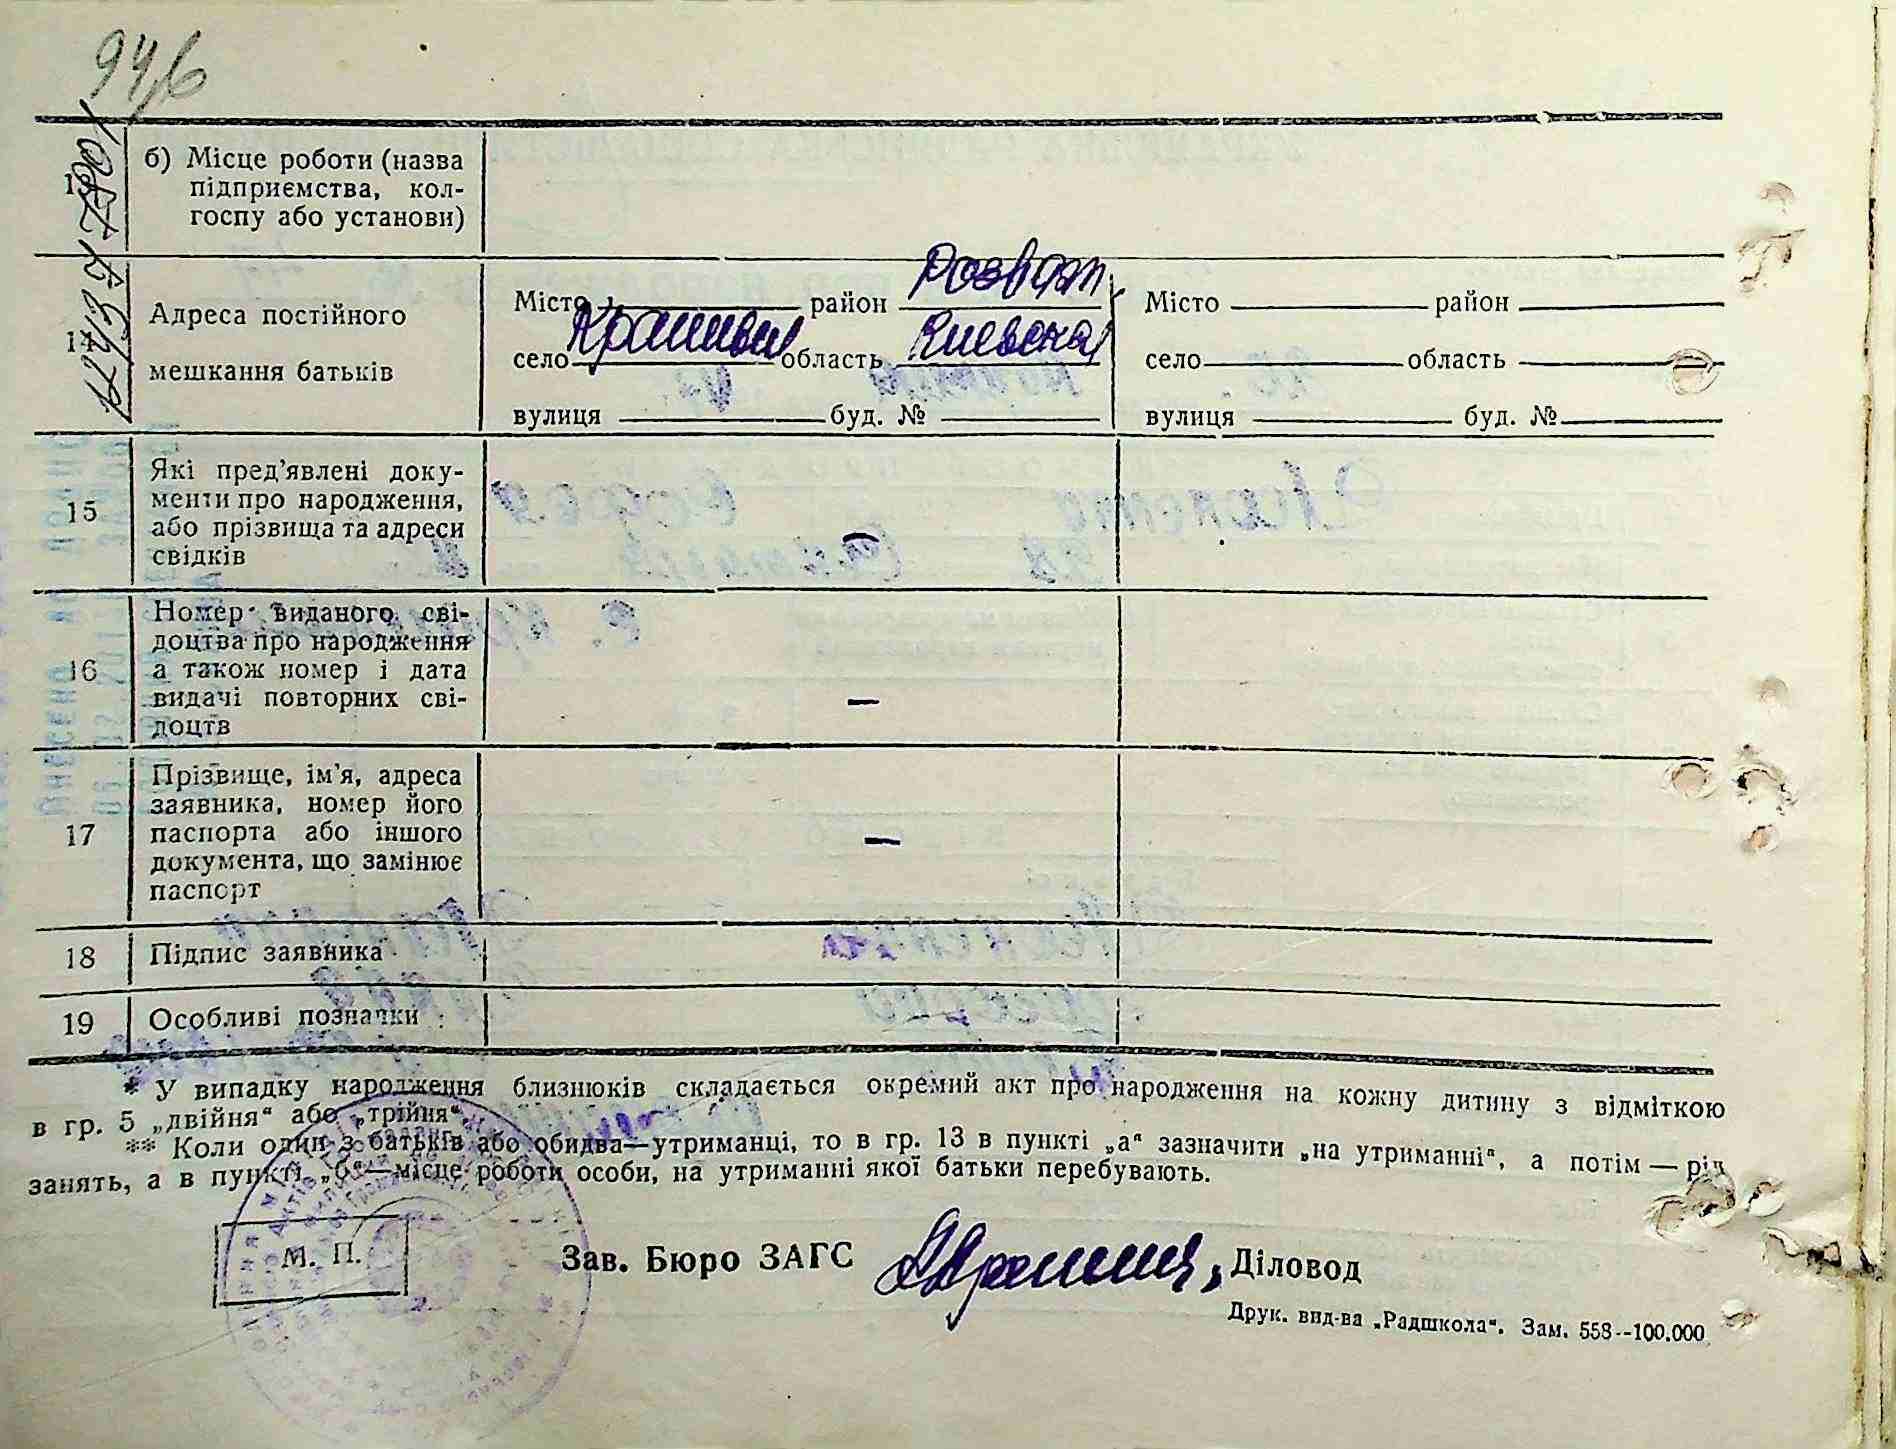 1
б) Місце роботи (назва
підприємства, кол-
госпу або установи)
14
Адреса постійного
мешкання батьків
Місто район Розваж.
село область Киевская
вулиця буд. №
Місто район
село область
вулиця буд. №
15
Які пред'явлені доку-
менти про народження,
або прізвища та адреси
свідків
—
16
Номер виданого сві-
доцтва про народження
а також номер і дата
видачі повторних сві-
доцтв
—
17
Прізвище, ім'я, адреса
заявника, номер його
паспорта або іншого
документа, що замінює
паспорт
—
18
Підпис заявника
19
Особливі позначки
* У випадку народження близнюків складається окремий акт про народження на кожну дитину з відміткою
в гр. 5 „двійня“ або „трійня“.
** Коли один з батьків або обидва—утриманці, то в гр. 13 в пункті „а“ зазначити „на утриманні“, а потім — рід
занять, а в пункті „б“—місце роботи особи, на утриманні якої батьки перебувають.
М. П.
Зав. Бюро ЗАГС
Діловод
Друк. вид-ва „Радшкола“. Зам. 558--100.000